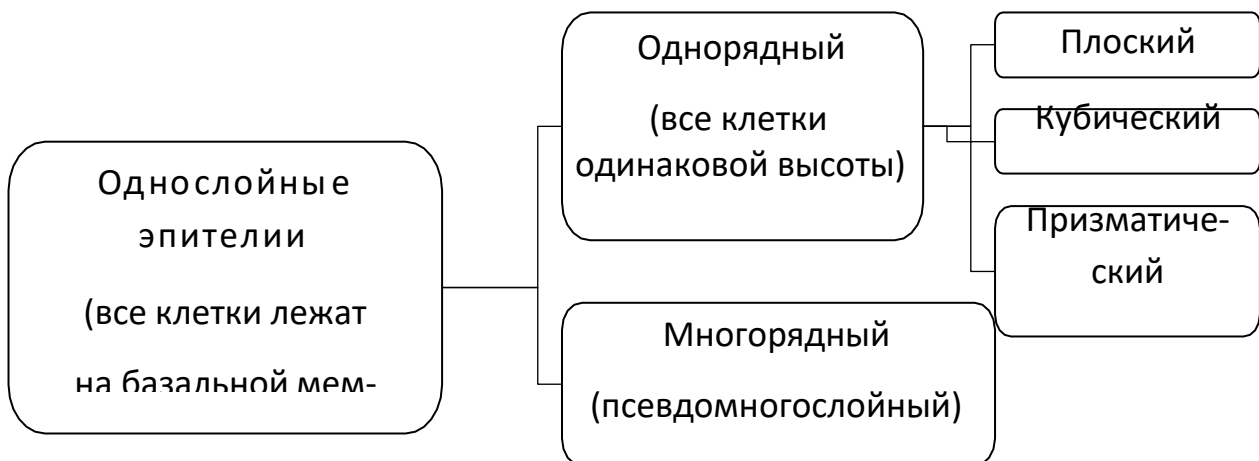 Однослойные
эпителии
(все клетки лежат
на базальной мем-
Однорядный
(все клетки
одинаковой высоты)
Многорядный
(псевдомногослойный)
Плоский
Кубический
Призматиче-
ский